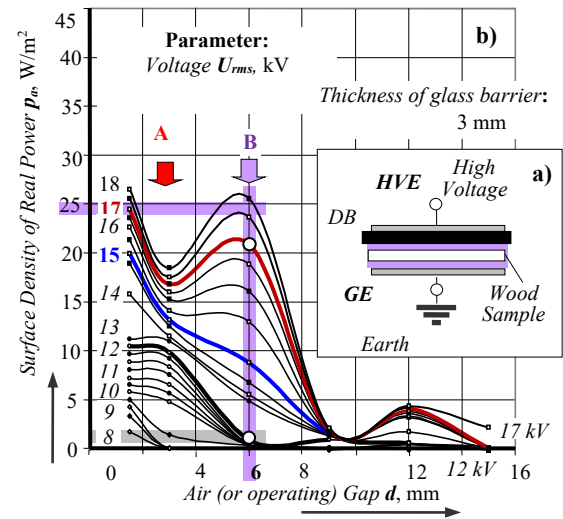 45
40
35
30
25
20
15
10
5
0
Surface Density of Real Power pa, W/m2
Parameter:
Voltage Urms, kV
b)
Thickness of glass barrier:
3 mm
A
B
a)
HVE
High
Voltage
DB
GE
Wood
Sample
Earth
18
17
16
15
14
13
12
11
10
9
8
17 kV
12 kV
0
4
6
8
12
16
Air (or operating) Gap d, mm